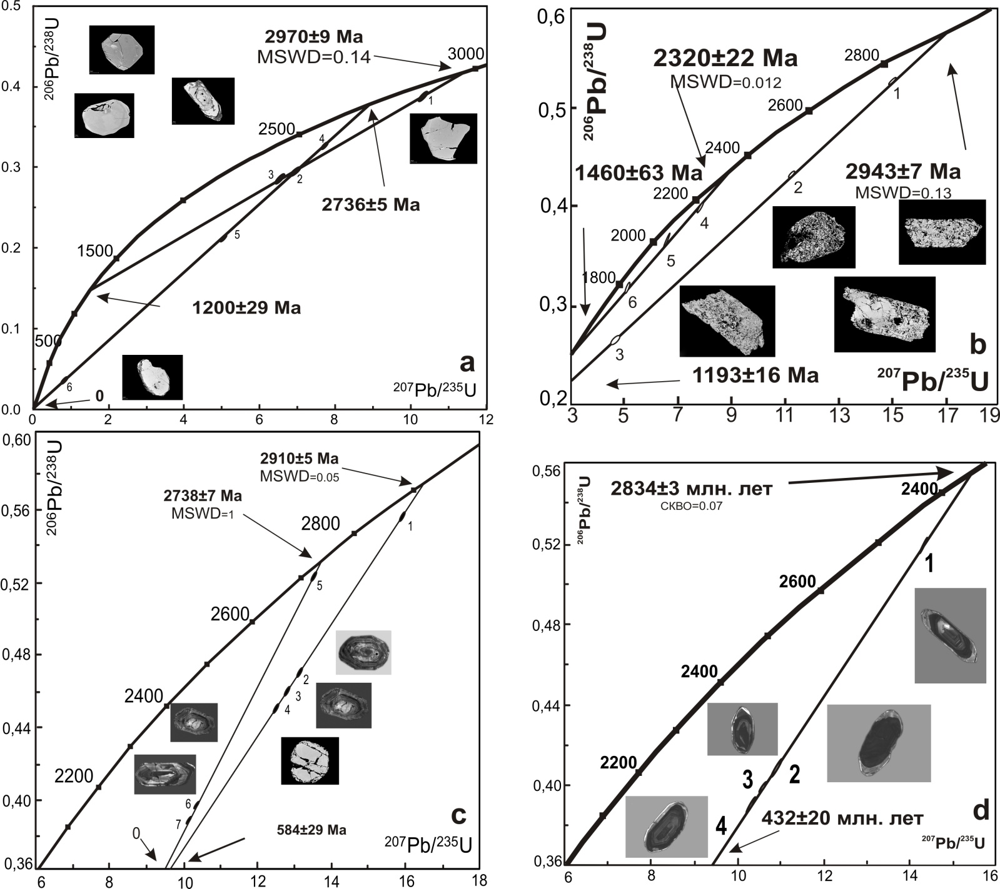 0.5
0.4
0.3
0.2
0.1
0.0
206Pb/238U
2970±9 Ma
MSWD=0.14
3000
2500
1500
500
1
2
3
4
5
6
2736±5 Ma
1200±29 Ma
0
a
207Pb/235U
0 2 4 6 8 10 12
0,6
0,5
0,4
0,3
0,2
206Pb/238U
2320±22 Ma
MSWD=0.012
2800
2600
2400
2200
2000
1800
1460±63 Ma
2943±7 Ma
MSWD=0.13
1
2
4
5
6
3
1193±16 Ma
b
207Pb/235U
3 5 7 9 11 13 15 17 19
0,60
0,56
0,52
0,48
0,44
0,40
0,36
206Pb/238U
2910±5 Ma
MSWD=0.05
2738±7 Ma
MSWD=1
2800
2600
2400
2200
1
5
2
3
4
6
7
0
584±29 Ma
c
207Pb/235U
6 8 10 12 14 16 18
0,56
0,52
0,48
0,44
0,40
0,36
206Pb/238U
2834±3 млн. лет
СКВО=0.07
2400
2600
2400
2200
1
2
3
4
432±20 млн. лет
d
207Pb/235U
6 8 10 12 14 16